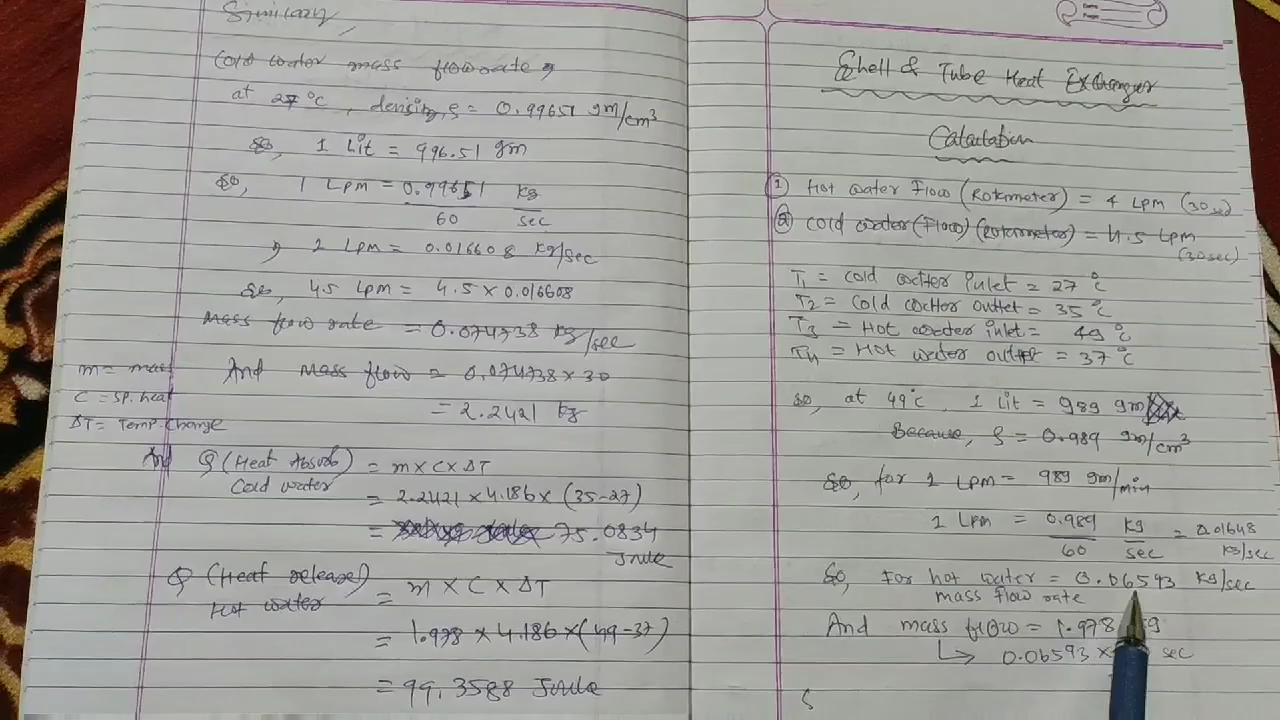 Similary,
Cold water mass flowrate,
at 27°C, density, ρ = 0.99651 gm/cm³
so, 1 Lit = 996.51 gm
so, 1 LPM = 0.99651 kg
60 sec
, 1 LPM = 0.016608 kg/sec
so, 4.5 LPM = 4.5 × 0.016608
mass flow rate = 0.074738 kg/sec
m = mass
And mass flow = 0.074738 × 30
= 2.2421 kg
C = sp. heat
ΔT = Temp. change
And Q (Heat Absorb) = m × C × ΔT
Cold water
= 2.2421 × 4.186 × (35-27)
= 75.0834
Joule
Q (Heat release) = m × C × ΔT
Hot water
= 1.978 × 4.186 × (49-37)
= 99.3588 Joule
Shell & Tube Heat Exchanger
Calculation
① Hot water Flow (Rotameter) = 4 LPM (30 sec)
② Cold water (Flow) (Rotameter) = 4.5 LPM
(30sec)
T1 = Cold water inlet = 27 °C
T2 = Cold water outlet = 35 °C
T3 = Hot water inlet = 49 °C
T4 = Hot water outlet = 37 °C
so, at 49°C, 1 Lit = 989 gm
Because, ρ = 0.989 gm/cm³
so, for 1 LPM = 989 gm/min
1 LPM = 0.989 kg = 0.01648
60 sec kg/sec
so, For hot water = 0.06593 kg/sec
mass flow rate
And mass flow = 1.978
↳ 0.06593 × sec